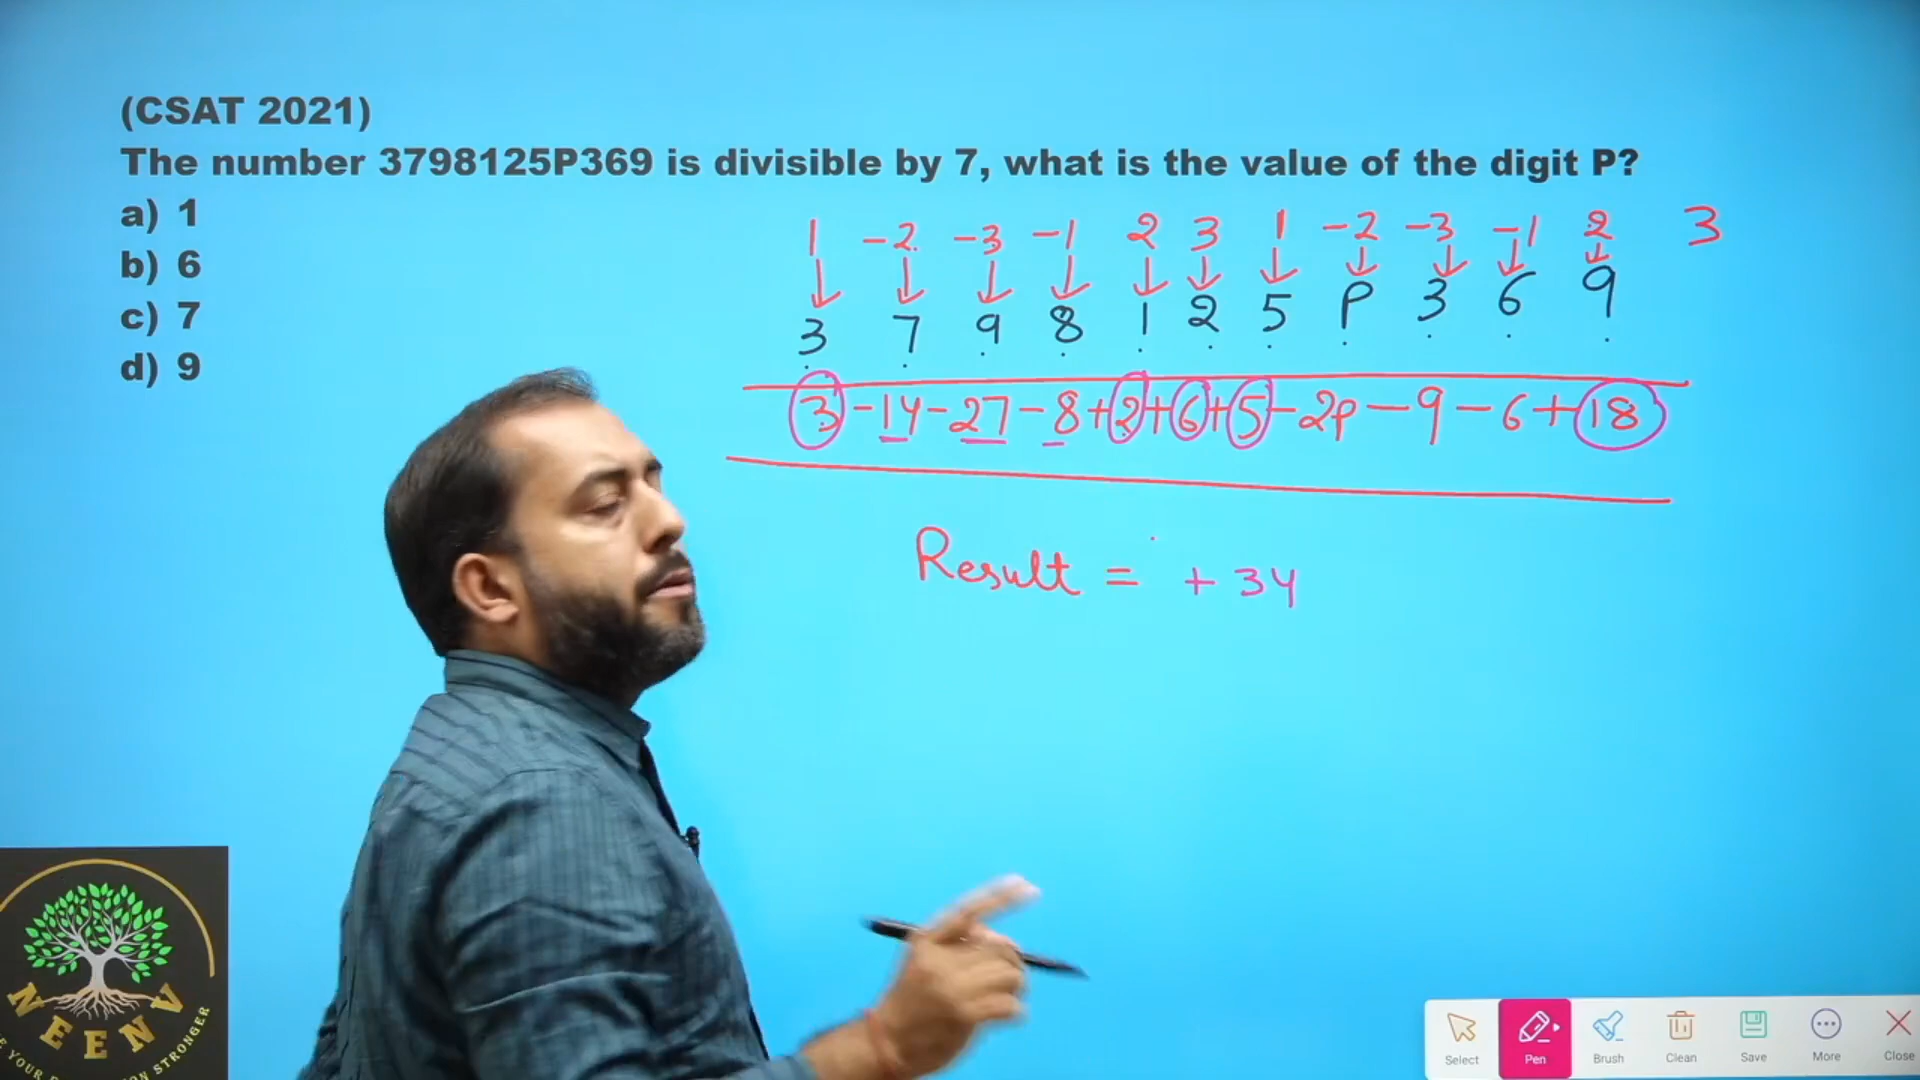 (CSAT 2021)
The number 3798125P369 is divisible by 7, what is the value of the digit P?
a) 1
b) 6
c) 7
d) 9
1 -2 -3 -1 2 3 1 -2 -3 -1 2 3
3 7 9 8 1 2 5 P 3 6 9
3 -14 -27 -8 +2 +6 +5 -2P -9 -6 +18
Result = + 34
NEENV
STRONGER
Select Pen Brush Clean Save More Close